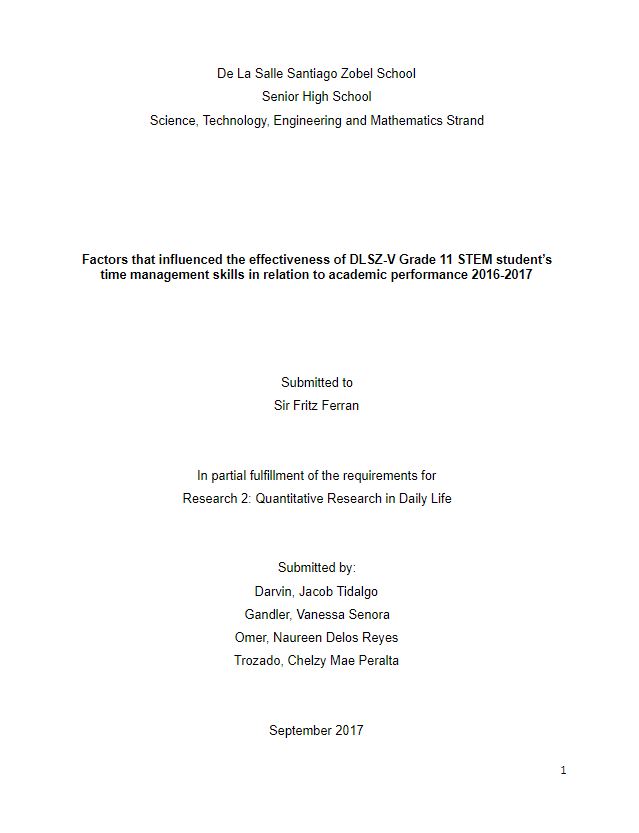 De La Salle Santiago Zobel School
Senior High School
Science, Technology, Engineering and Mathematics Strand
Factors that influenced the effectiveness of DLSZ-V Grade 11 STEM student’s
time management skills in relation to academic performance 2016-2017
Submitted to
Sir Fritz Ferran
In partial fulfillment of the requirements for
Research 2: Quantitative Research in Daily Life
Submitted by:
Darvin, Jacob Tidalgo
Gandler, Vanessa Senora
Omer, Naureen Delos Reyes
Trozado, Chelzy Mae Peralta
September 2017
1